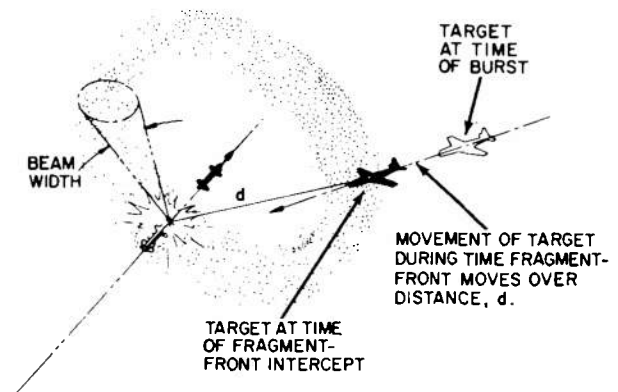 TARGET
AT TIME
OF BURST
BEAM
WIDTH
d
MOVEMENT OF TARGET
DURING TIME FRAGMENT-
FRONT MOVES OVER
DISTANCE, d.
TARGET AT TIME
OF FRAGMENT-
FRONT INTERCEPT